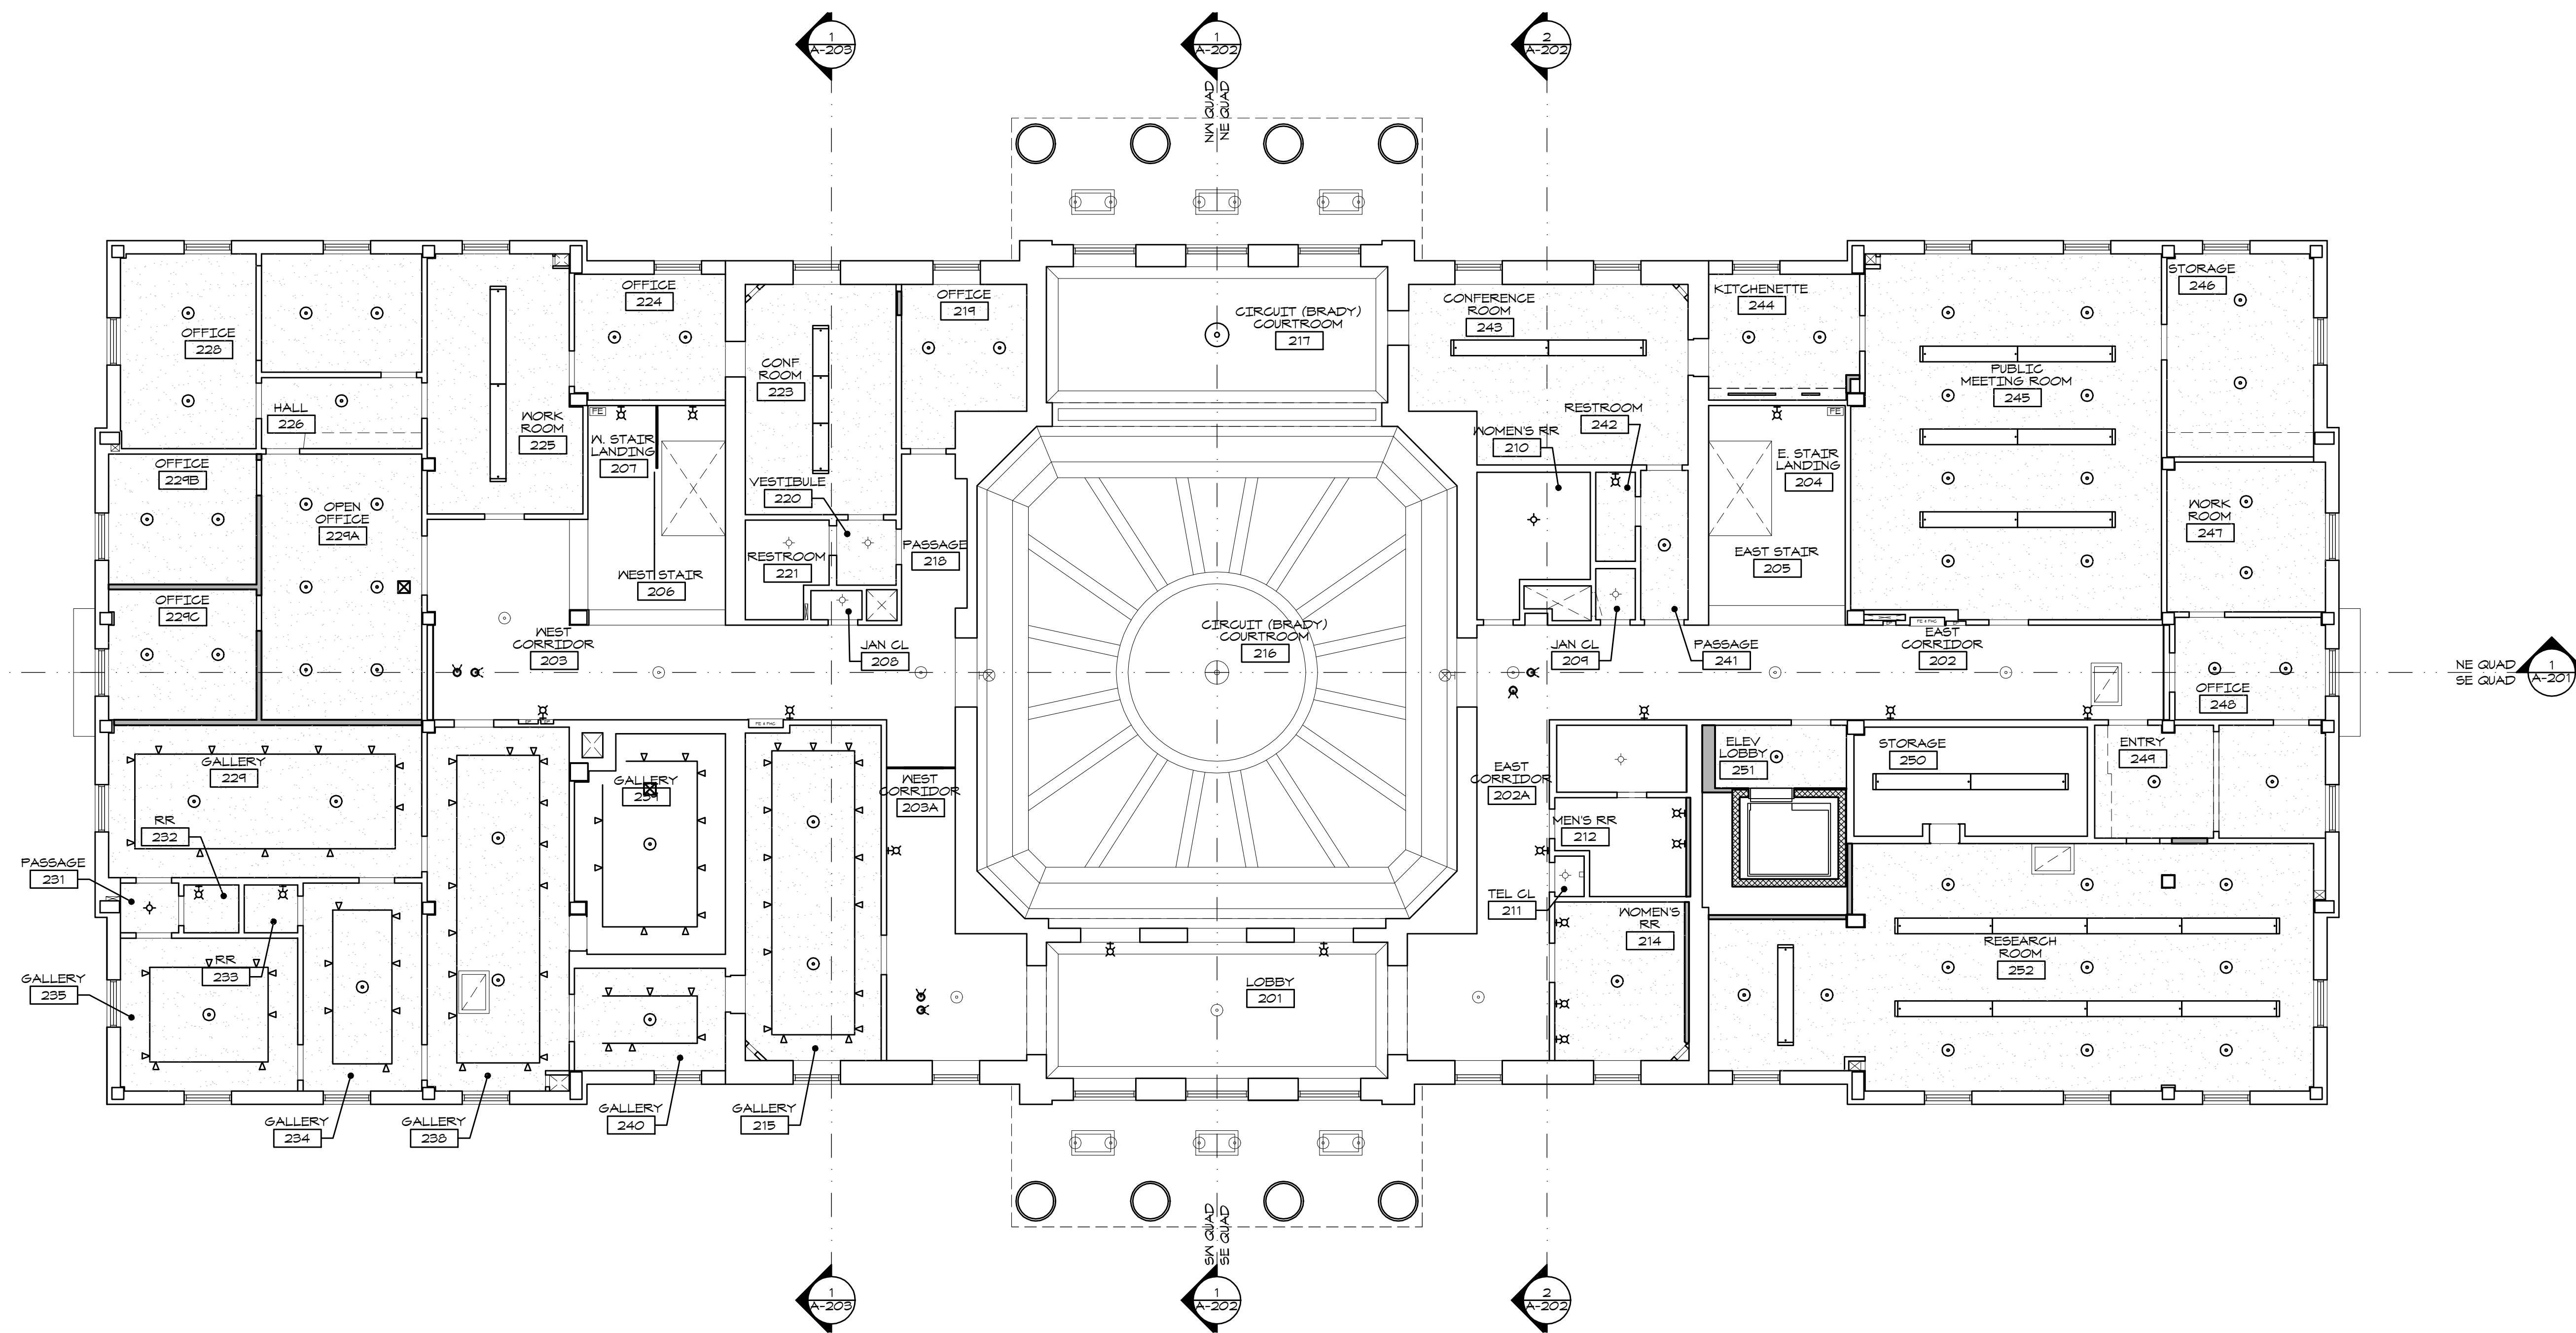 1
A-203
1
A-202
2
A-202
NW QUAD
NE QUAD
OFFICE
228
HALL
226
WORK
ROOM
225
OFFICE
224
CONF
ROOM
223
OFFICE
219
CIRCUIT (BRADY)
COURTROOM
217
CONFERENCE
ROOM
243
KITCHENETTE
244
PUBLIC
MEETING ROOM
245
STORAGE
246
FE
W. STAIR
LANDING
207
WOMEN'S RR
210
RESTROOM
242
FE
E. STAIR
LANDING
204
OFFICE
229B
OPEN
OFFICE
229A
VESTIBULE
220
WORK
ROOM
247
RESTROOM
221
PASSAGE
218
EAST STAIR
205
WEST STAIR
206
OFFICE
229C
WEST
CORRIDOR
203
JAN CL
208
CIRCUIT (BRADY)
COURTROOM
216
JAN CL
209
PASSAGE
241
FE & FHC
EAST
CORRIDOR
202
OFFICE
248
NE QUAD
SE QUAD
1
A-201
FE & FHC
GALLERY
229
GALLERY
239
WEST
CORRIDOR
203A
EAST
CORRIDOR
202A
ELEV
LOBBY
251
STORAGE
250
ENTRY
249
RR
232
MEN'S RR
212
PASSAGE
231
TEL CL
211
WOMEN'S
RR
214
RR
233
GALLERY
235
LOBBY
201
RESEARCH
ROOM
252
GALLERY
234
GALLERY
238
GALLERY
240
GALLERY
215
SW QUAD
SE QUAD
1
A-203
1
A-202
2
A-202